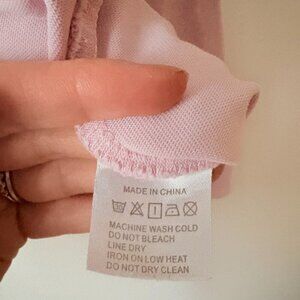 MADE IN CHINA
MACHINE WASH COLD
DO NOT BLEACH
LINE DRY
IRON ON LOW HEAT
DO NOT DRY CLEAN